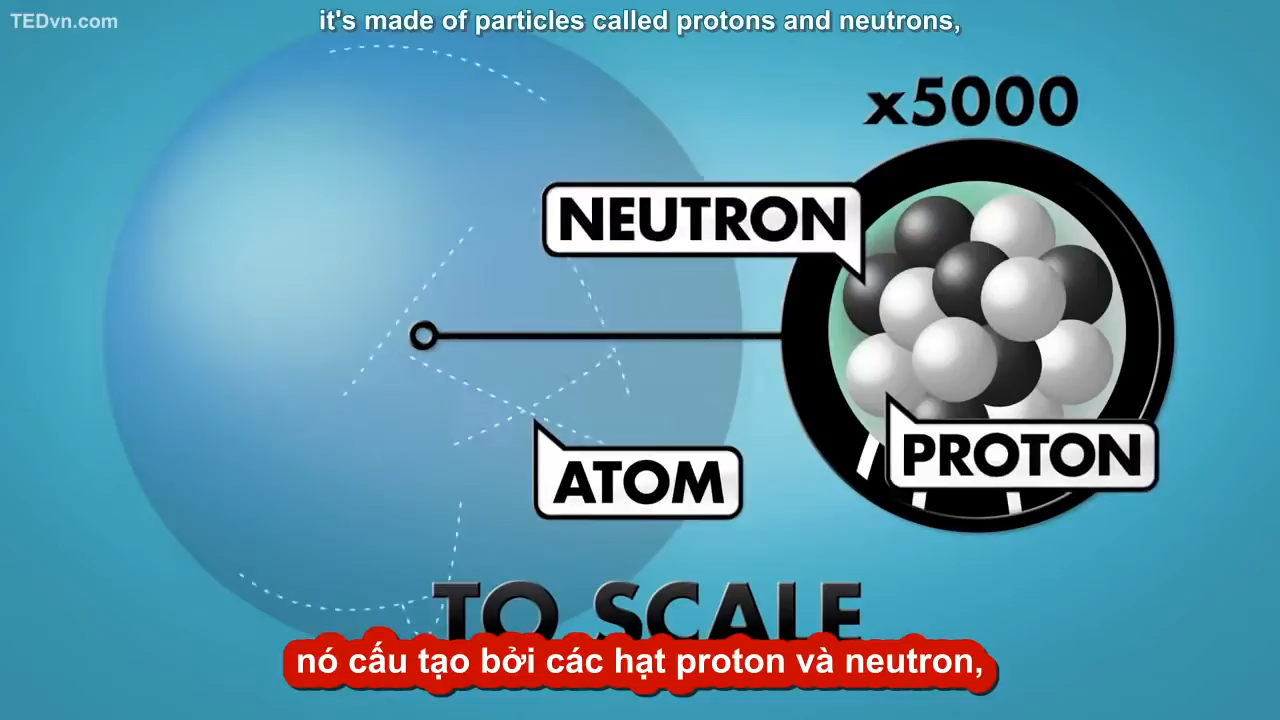 TEDvn.com
it's made of particles called protons and neutrons,
x5000
NEUTRON
PROTON
ATOM
TO SCALE
nó cấu tạo bởi các hạt proton và neutron,